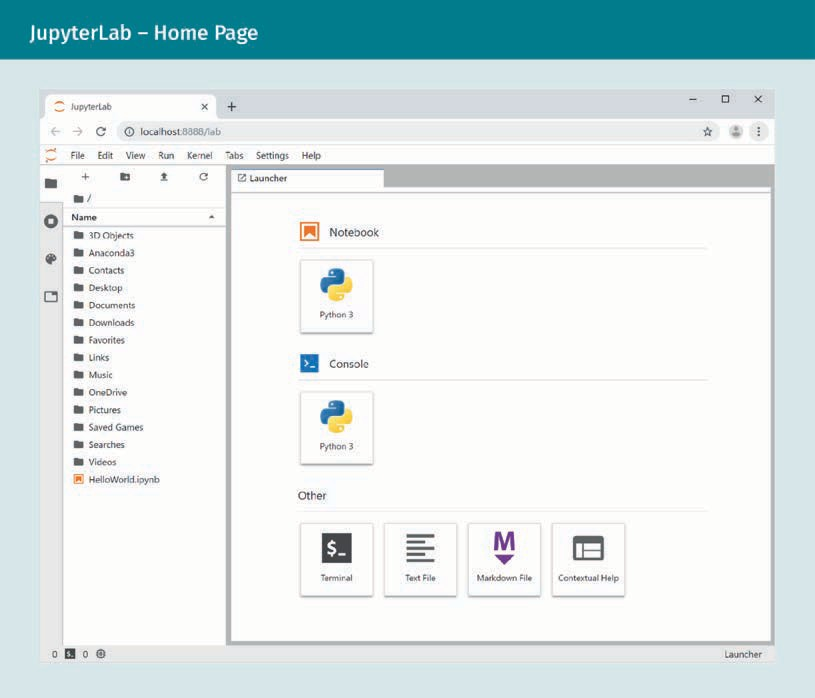 JupyterLab – Home Page
JupyterLab
localhost:8888/lab
File Edit View Run Kernel Tabs Settings Help
Launcher
/
Name
3D Objects
Anaconda3
Contacts
Desktop
Documents
Downloads
Favorites
Links
Music
OneDrive
Pictures
Saved Games
Searches
Videos
HelloWorld.ipynb
Notebook
Python 3
Console
Python 3
Other
$_
Terminal
Text File
M
Markdown File
Contextual Help
0 $_ 0
Launcher